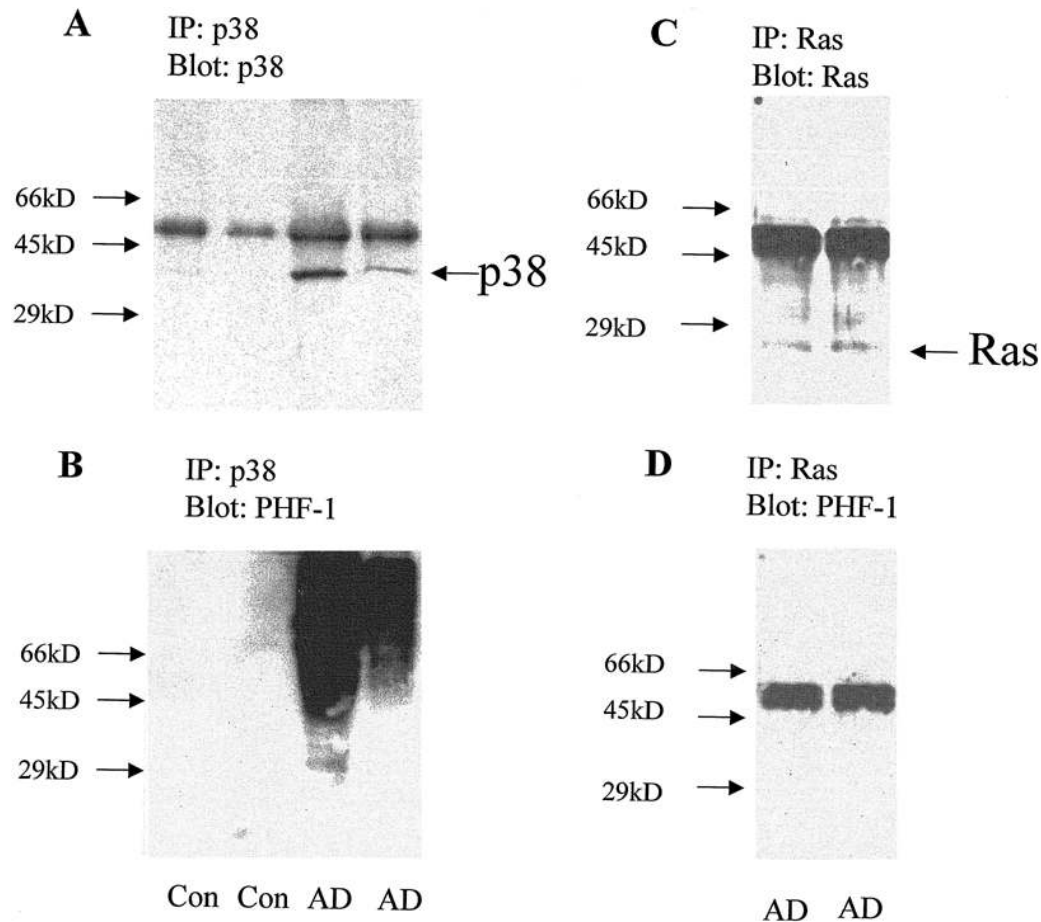 A
IP: p38
Blot: p38
66kD
45kD
29kD
p38
B
IP: p38
Blot: PHF-1
66kD
45kD
29kD
Con Con AD AD
C
IP: Ras
Blot: Ras
66kD
45kD
29kD
Ras
D
IP: Ras
Blot: PHF-1
66kD
45kD
29kD
AD AD